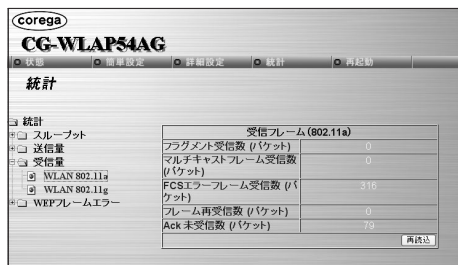 corega
CG-WLAP54AG
状態 簡単設定 詳細設定 統計 再起動
統計
統計
スループット
送信量
受信量
WLAN 802.11a
WLAN 802.11g
WEPフレームエラー
受信フレーム (802.11a)
フラグメント受信数 (パケット) 0
マルチキャストフレーム受信数 (パケット) 0
FCSエラーフレーム受信数 (パケット) 316
フレーム再受信数 (パケット) 0
Ack 未受信数 (パケット) 79
再読込